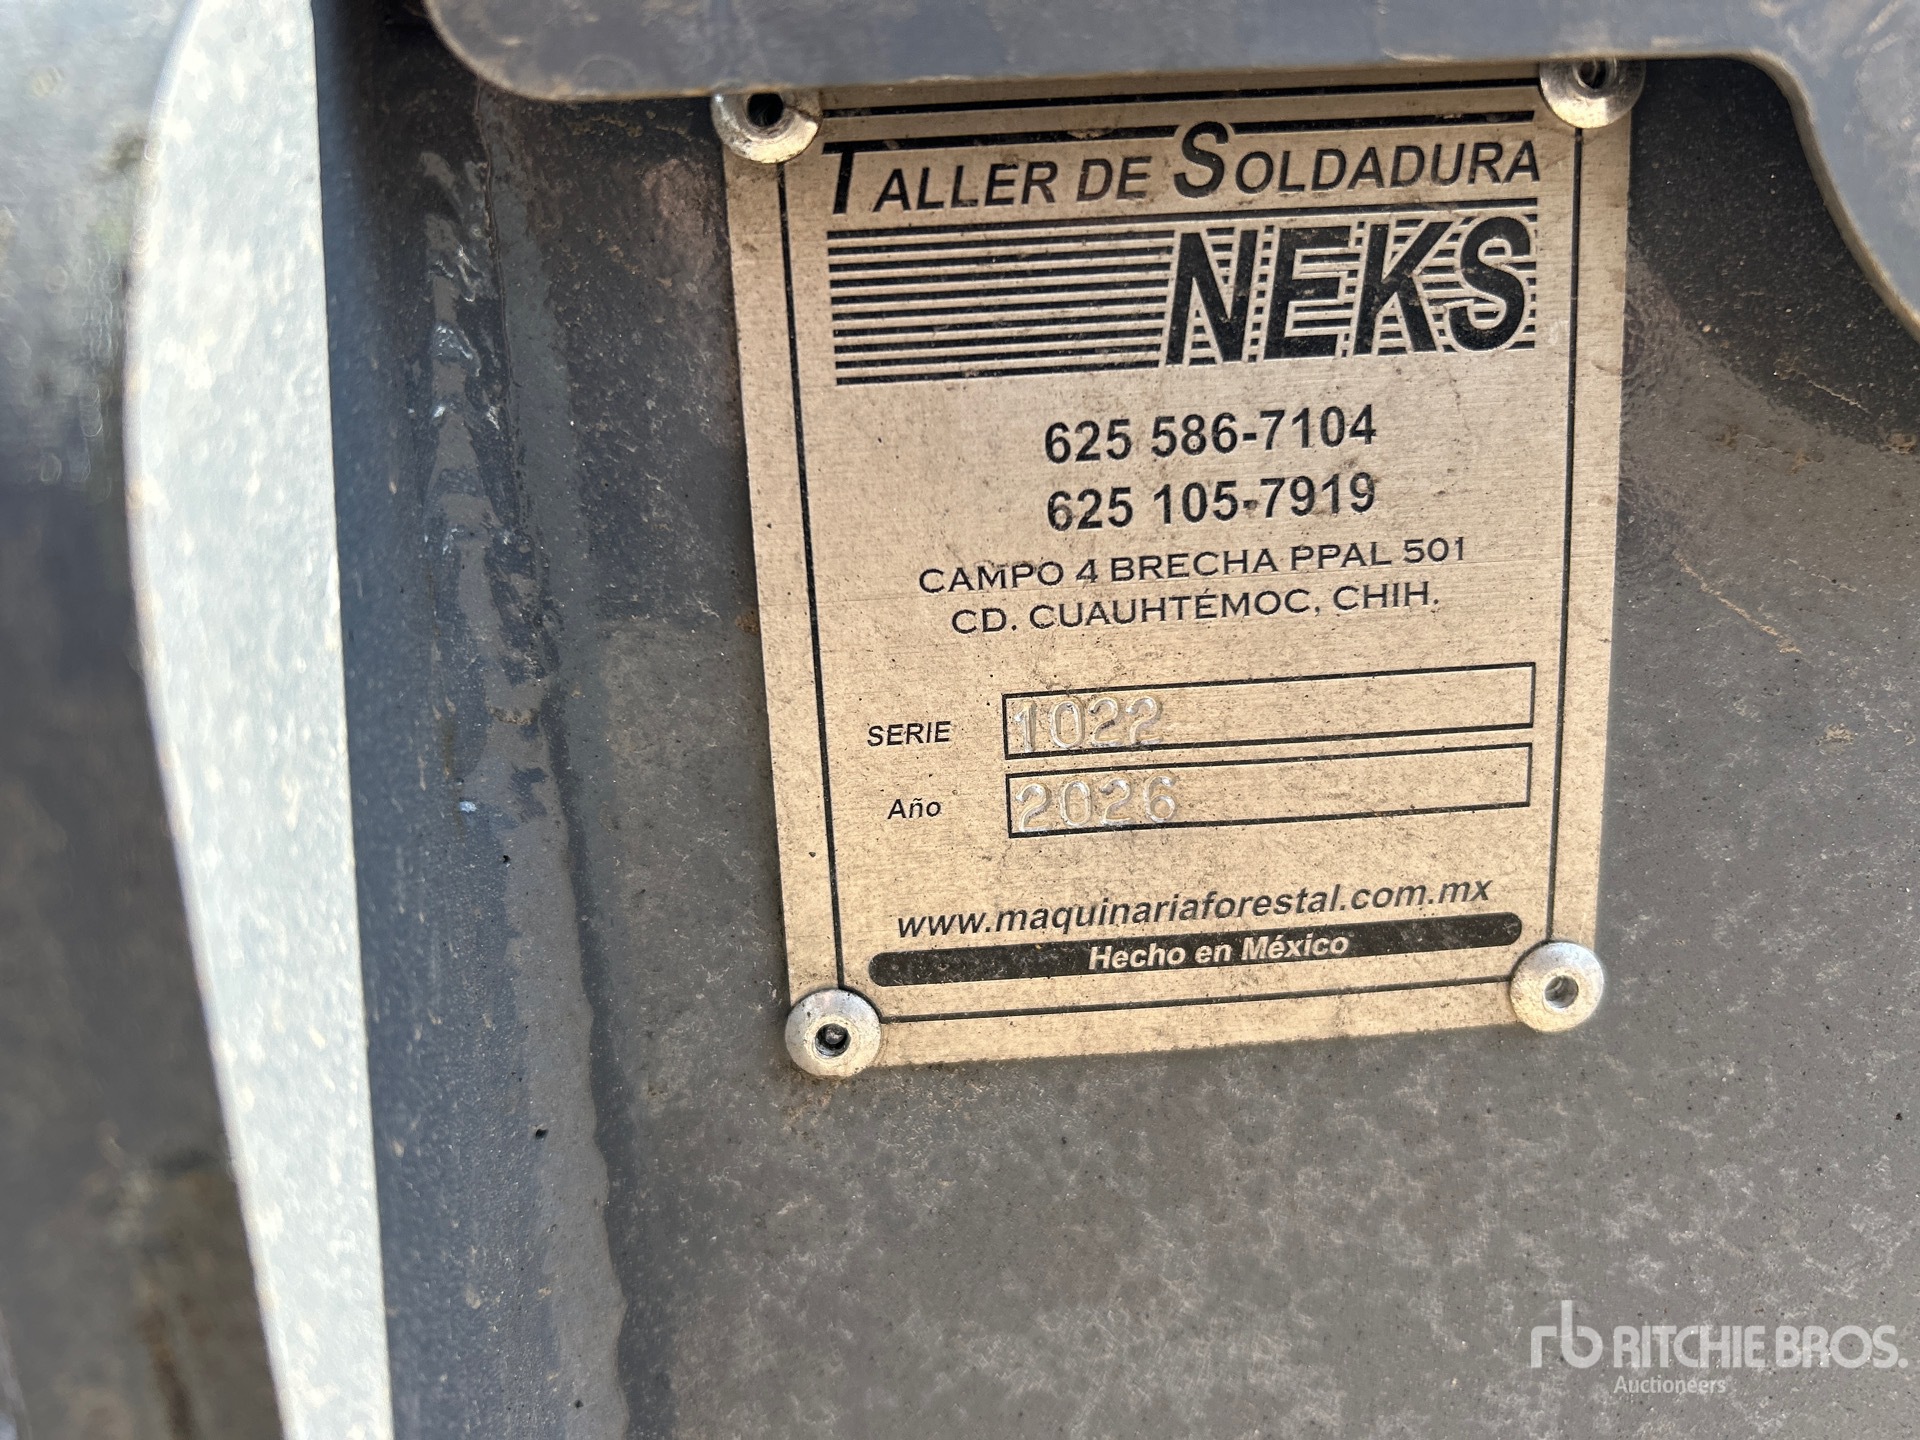 TALLER DE SOLDADURA
NEKS
625 586-7104
625 105-7919
CAMPO 4 BRECHA PPAL 501
CD. CUAUHTÉMOC, CHIH.
SERIE 1022
Año 2026
www.maquinariaforestal.com.mx
Hecho en México
rb RITCHIE BROS.
Auctioneers